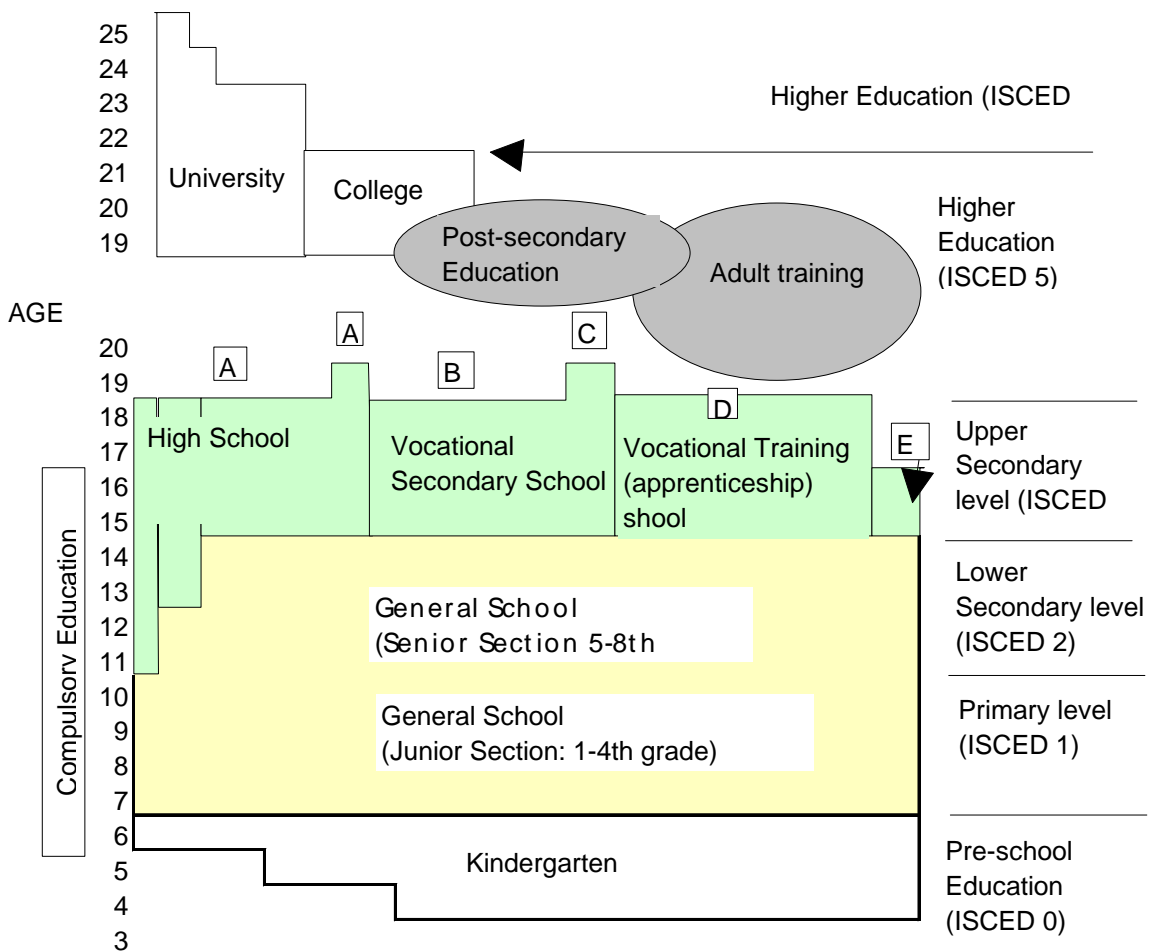 25
24
23
22
21
20
19
University
College
Post-secondary
Education
Adult training
Higher Education (ISCED
Higher
Education
(ISCED 5)
AGE
20
19
18
17
16
15
14
13
12
11
10
9
8
7
6
5
4
3
Compulsory Education
A
A
B
C
D
E
High School
Vocational
Secondary School
Vocational Training
(apprenticeship)
shool
General School
(Senior Section 5-8th
General School
(Junior Section: 1-4th grade)
Kindergarten
Upper
Secondary
level (ISCED
Lower
Secondary level
(ISCED 2)
Primary level
(ISCED 1)
Pre-school
Education
(ISCED 0)